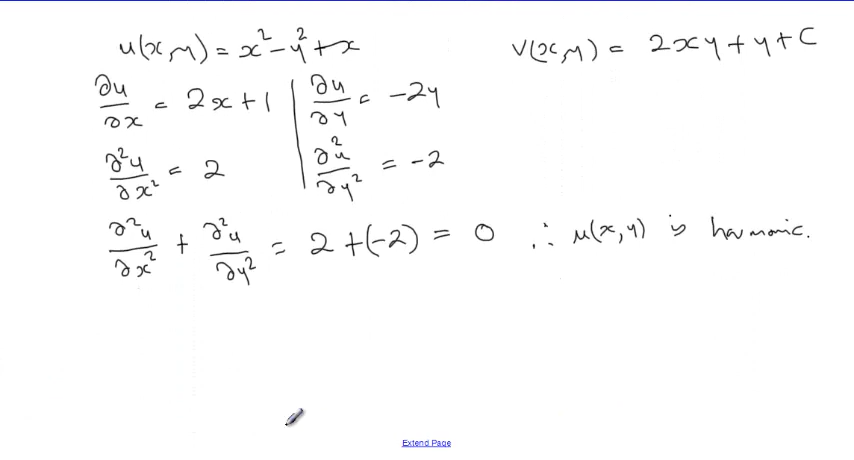 u(x,y) = x² - y² + x    v(x,y) = 2xy + y + C
∂u/∂x = 2x + 1 | ∂u/∂y = -2y
∂²u/∂x² = 2 | ∂²u/∂y² = -2
∂²u/∂x² + ∂²u/∂y² = 2 + (-2) = 0 ∴ u(x,y) is harmonic.
Extend Page